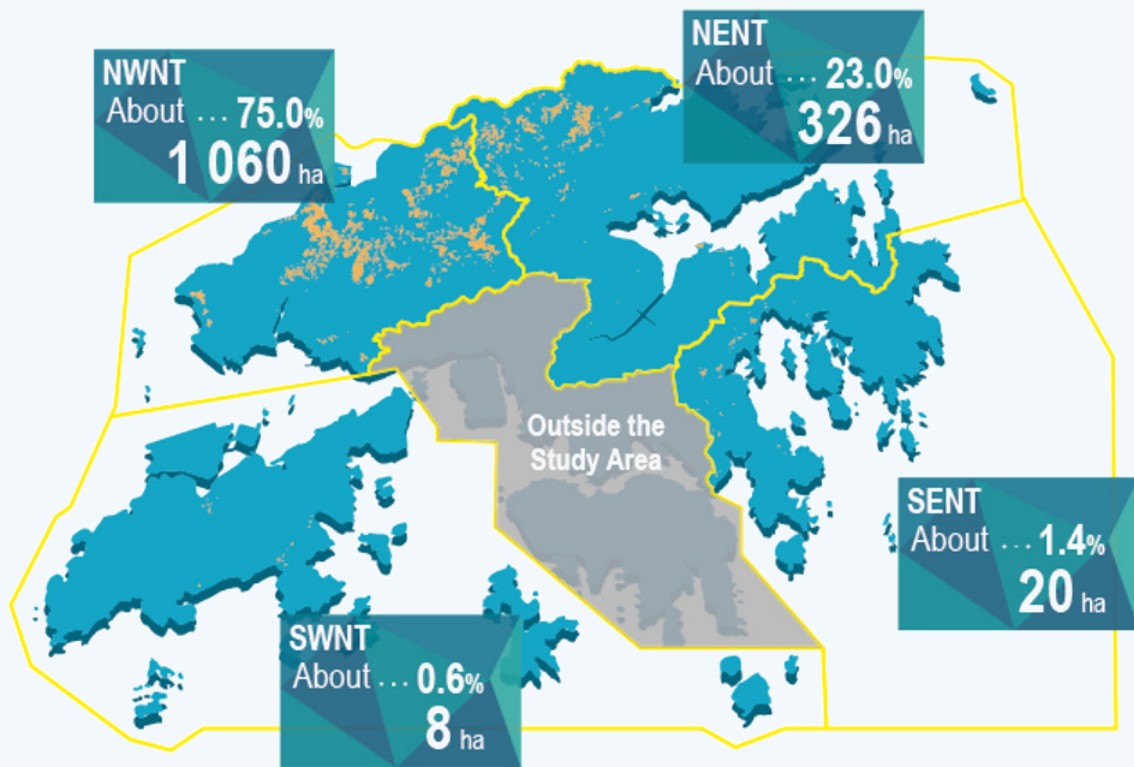 NWNT
About ... 75.0%
1 060 ha
NENT
About ... 23.0%
326 ha
Outside the
Study Area
SENT
About ... 1.4%
20 ha
SWNT
About ... 0.6%
8 ha